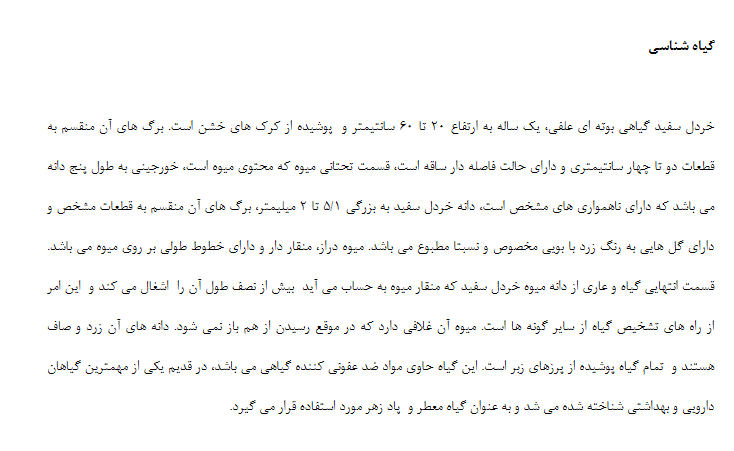 گیاه شناسی
خردل سفید گیاهی بوته ای علفی، یک ساله به ارتفاع ۲۰ تا ۶۰ سانتیمتر و پوشیده از کرک های خشن است. برگ های آن منقسم به
قطعات دو تا چهار سانتیمتری و دارای حالت فاصله دار ساقه است، قسمت تحتانی میوه که محتوی میوه است، خورجینی به طول پنج دانه
می باشد که دارای ناهمواری های مشخص است، دانه خردل سفید به بزرگی ۵/۱ تا ۲ میلیمتر، برگ های آن منقسم به قطعات مشخص و
دارای گل هایی به رنگ زرد با بویی مخصوص و نسبتا مطبوع می باشد. میوه دراز، منقار دار و دارای خطوط طولی بر روی میوه می باشد.
قسمت انتهایی گیاه و عاری از دانه میوه خردل سفید که منقار میوه به حساب می آید بیش از نصف طول آن را اشغال می کند و این امر
از راه های تشخیص گیاه از سایر گونه ها است. میوه آن غلافی دارد که در موقع رسیدن از هم باز نمی شود. دانه های آن زرد و صاف
هستند و تمام گیاه پوشیده از پرزهای زبر است. این گیاه حاوی مواد ضد عفونی کننده گیاهی می باشد، در قدیم یکی از مهمترین گیاهان
دارویی و بهداشتی شناخته شده می شد و به عنوان گیاه معطر و پاد زهر مورد استفاده قرار می گیرد.